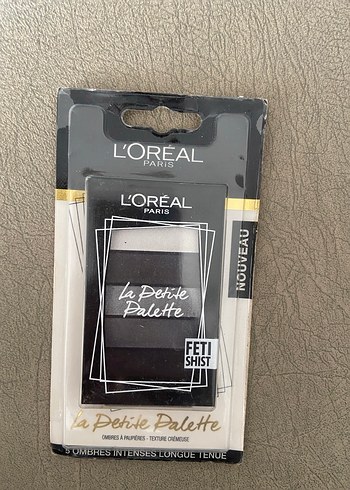 L'ORÉAL
PARIS
L'ORÉAL
PARIS
NOUVEAU
La Petite
Palette
FETI
SHIST
La Petite Palette
OMBRES À PAUPIÈRES - TEXTURE CRÉMEUSE
5 OMBRES INTENSES LONGUE TENUE